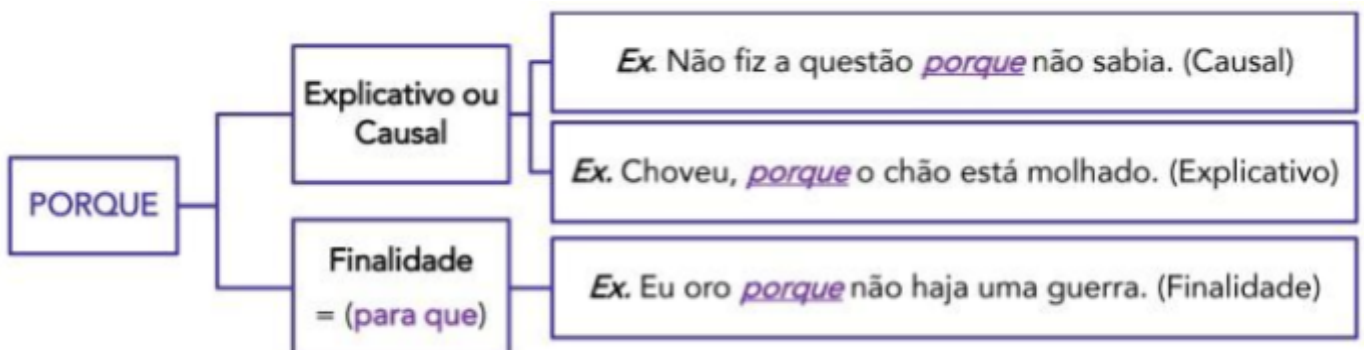 PORQUE
Explicativo ou
Causal
Ex. Não fiz a questão porque não sabia. (Causal)
Ex. Choveu, porque o chão está molhado. (Explicativo)
Finalidade
= (para que)
Ex. Eu oro porque não haja uma guerra. (Finalidade)